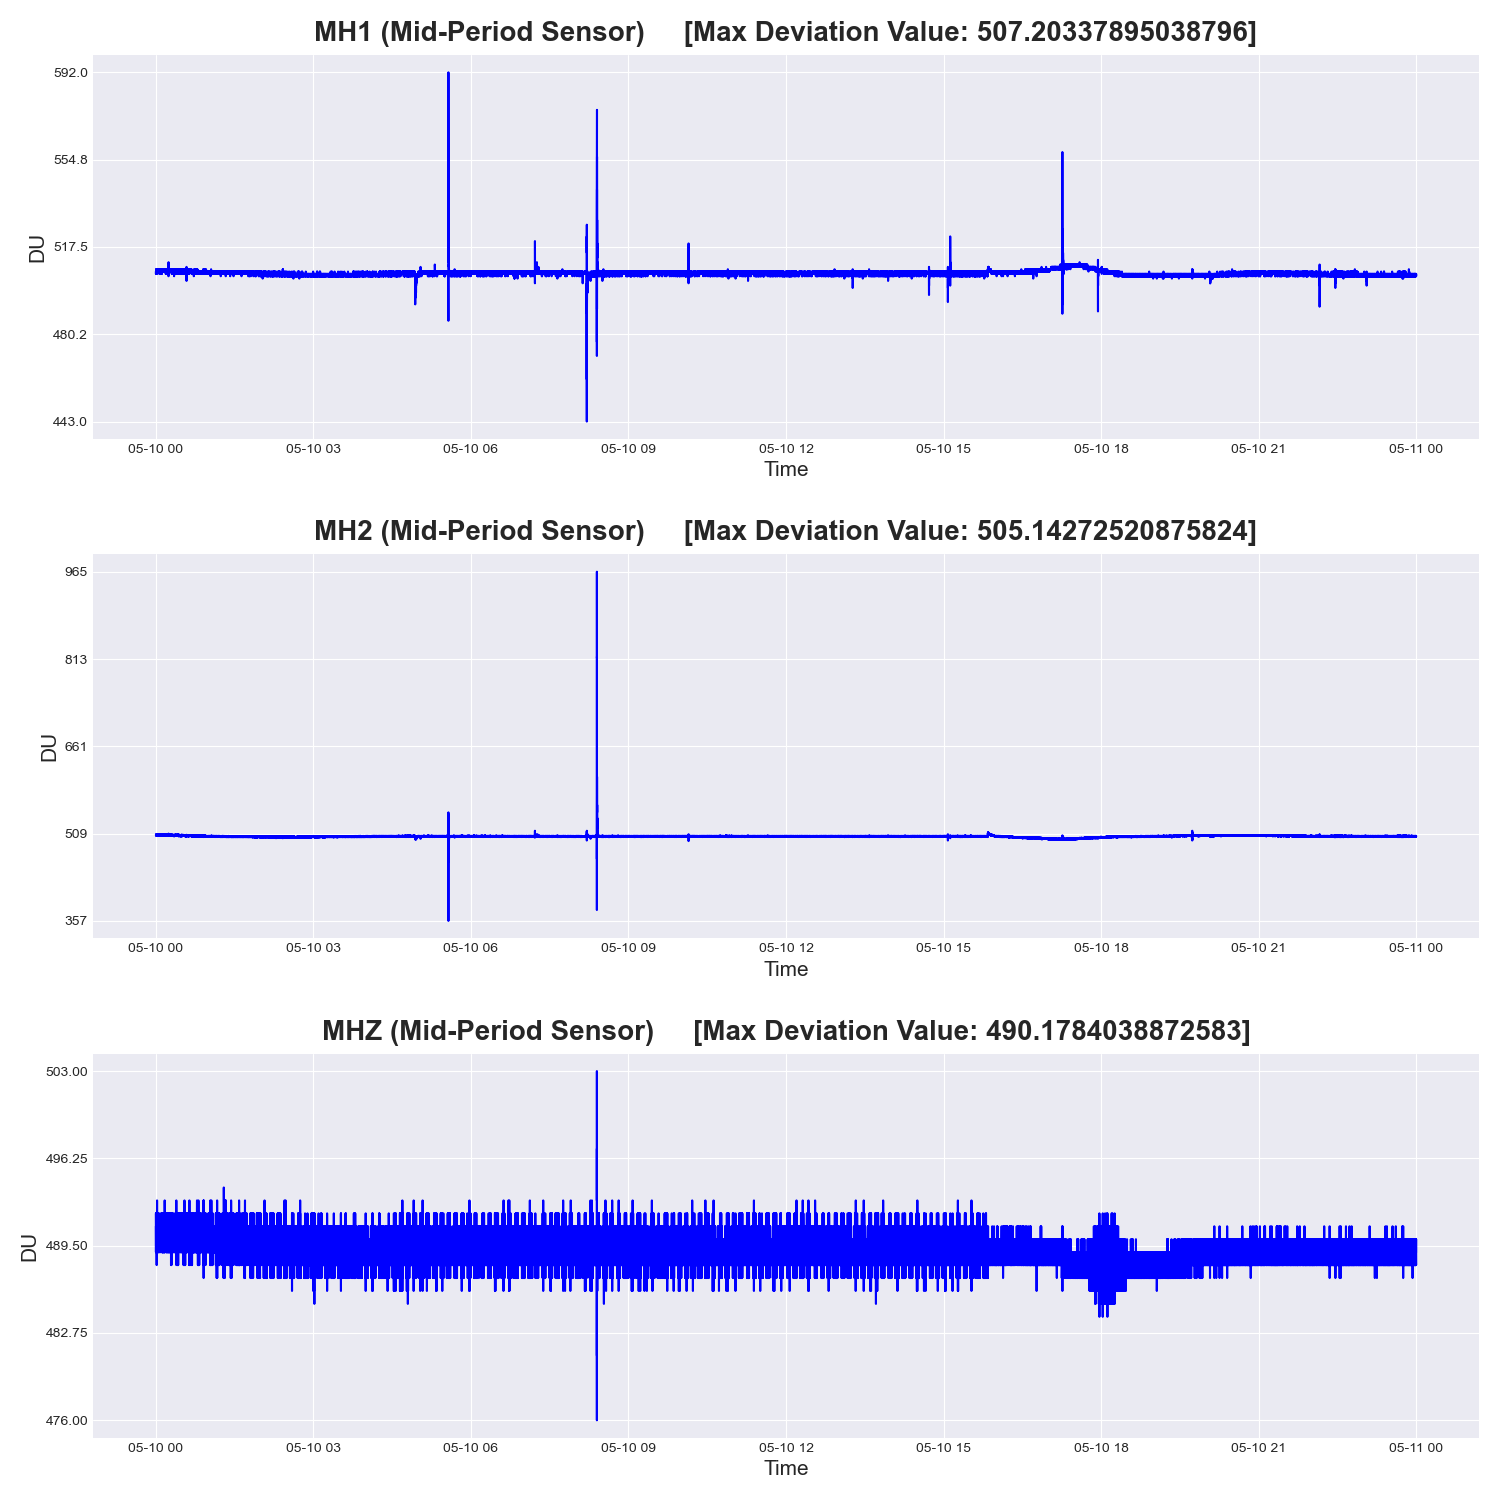 MH1 (Mid-Period Sensor) [Max Deviation Value: 507.20337895038796]
592.0
554.8
517.5
480.2
443.0
DU
05-10 00 05-10 03 05-10 06 05-10 09 05-10 12 05-10 15 05-10 18 05-10 21 05-11 00
Time
MH2 (Mid-Period Sensor) [Max Deviation Value: 505.14272520875824]
965
813
661
509
357
DU
05-10 00 05-10 03 05-10 06 05-10 09 05-10 12 05-10 15 05-10 18 05-10 21 05-11 00
Time
MHZ (Mid-Period Sensor) [Max Deviation Value: 490.1784038872583]
503.00
496.25
489.50
482.75
476.00
DU
05-10 00 05-10 03 05-10 06 05-10 09 05-10 12 05-10 15 05-10 18 05-10 21 05-11 00
Time